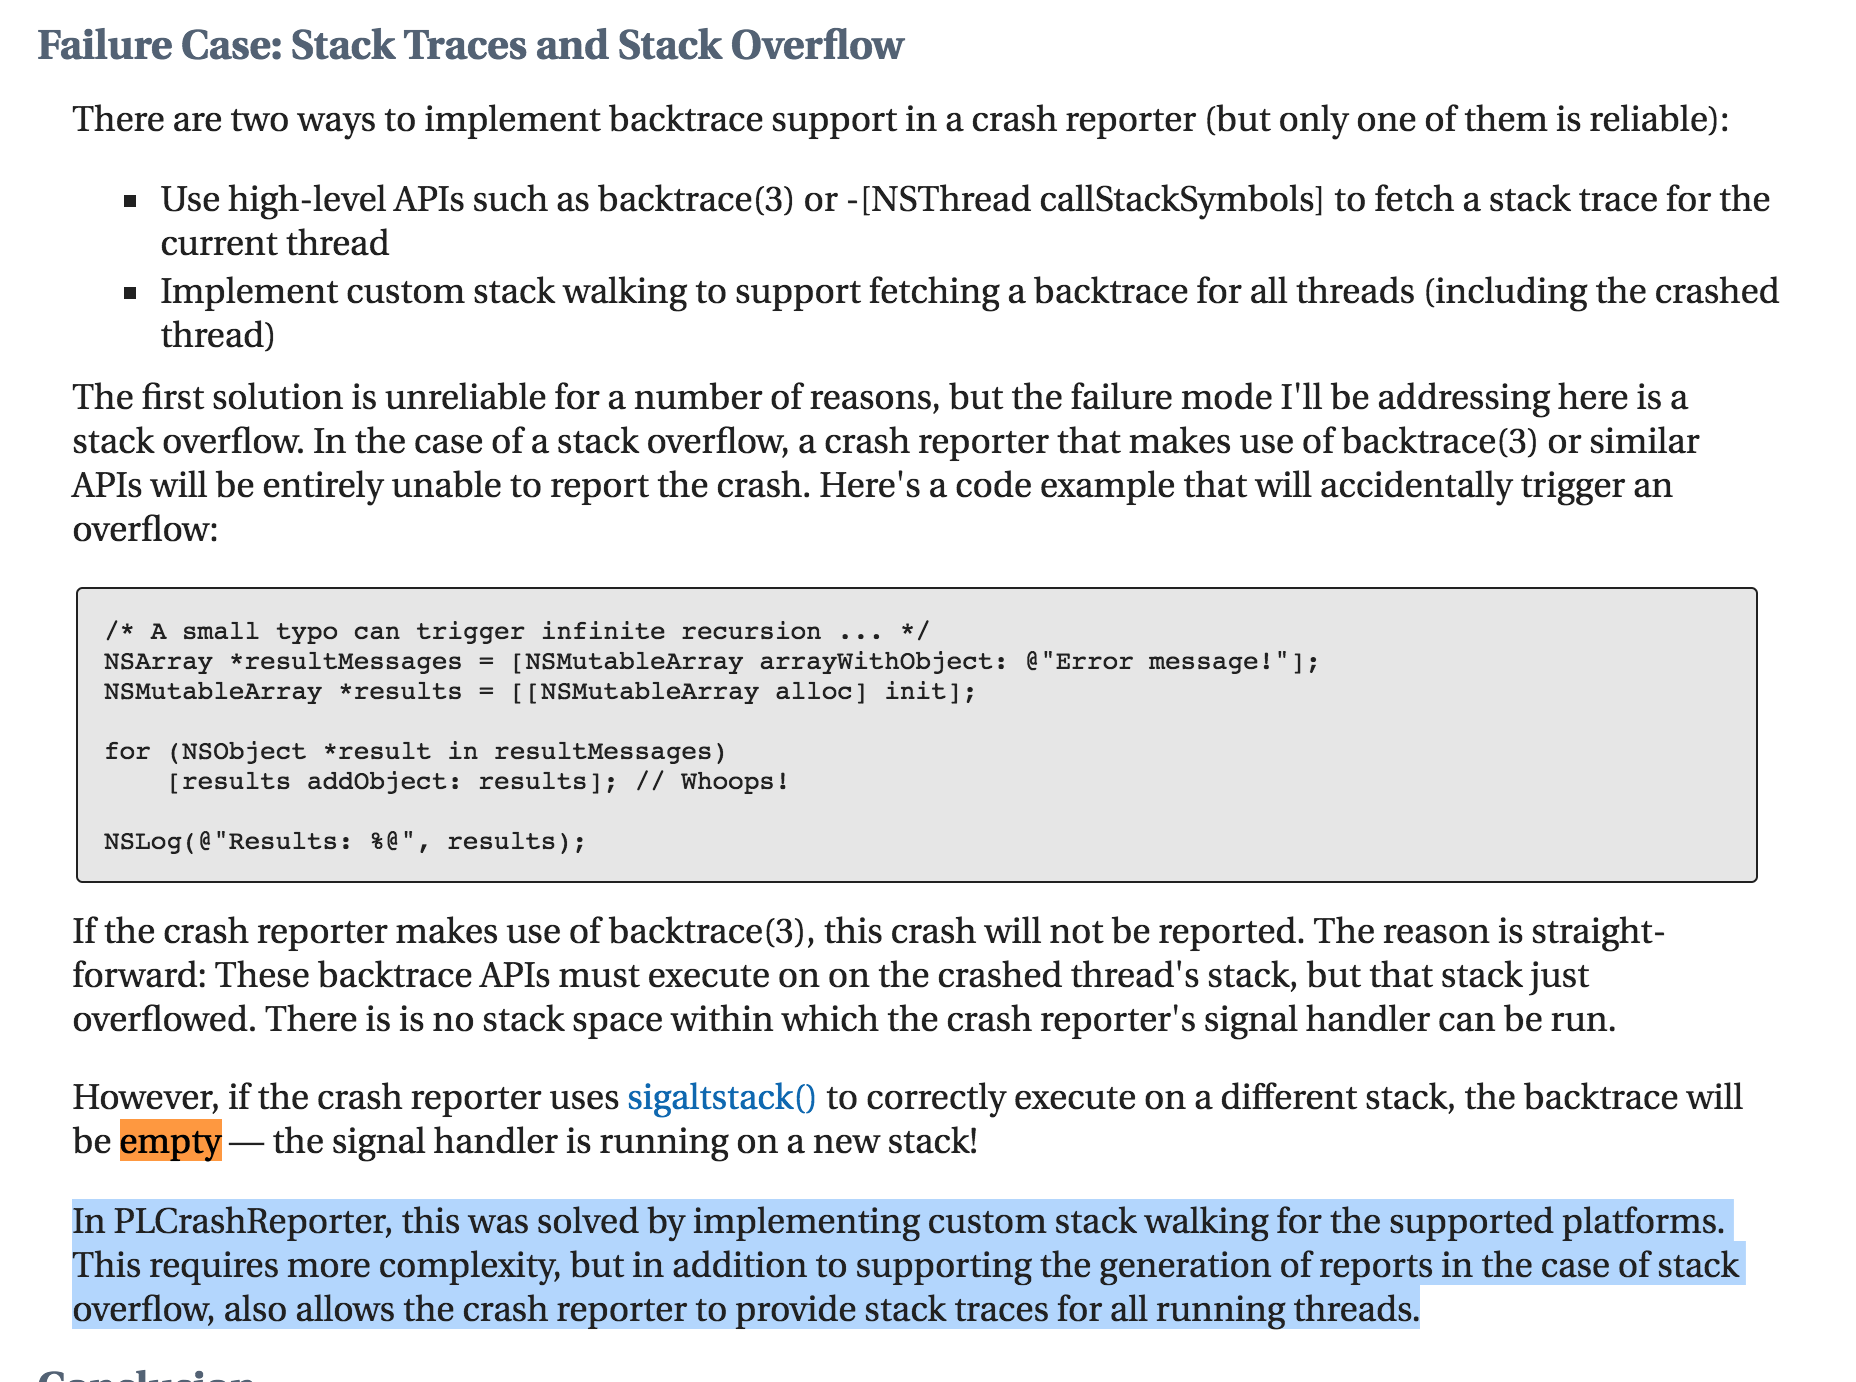 Failure Case: Stack Traces and Stack Overflow
There are two ways to implement backtrace support in a crash reporter (but only one of them is reliable):
▪ Use high-level APIs such as backtrace(3) or -[NSThread callStackSymbols] to fetch a stack trace for the
current thread
▪ Implement custom stack walking to support fetching a backtrace for all threads (including the crashed
thread)
The first solution is unreliable for a number of reasons, but the failure mode I'll be addressing here is a
stack overflow. In the case of a stack overflow, a crash reporter that makes use of backtrace(3) or similar
APIs will be entirely unable to report the crash. Here's a code example that will accidentally trigger an
overflow:
/* A small typo can trigger infinite recursion ... */
NSArray *resultMessages = [NSMutableArray arrayWithObject: @"Error message!"];
NSMutableArray *results = [[NSMutableArray alloc] init];
for (NSObject *result in resultMessages)
    [results addObject: results]; // Whoops!
NSLog(@"Results: %@", results);
If the crash reporter makes use of backtrace(3), this crash will not be reported. The reason is straight-
forward: These backtrace APIs must execute on on the crashed thread's stack, but that stack just
overflowed. There is is no stack space within which the crash reporter's signal handler can be run.
However, if the crash reporter uses sigaltstack() to correctly execute on a different stack, the backtrace will
be empty — the signal handler is running on a new stack!
In PLCrashReporter, this was solved by implementing custom stack walking for the supported platforms.
This requires more complexity, but in addition to supporting the generation of reports in the case of stack
overflow, also allows the crash reporter to provide stack traces for all running threads.
Conclusion